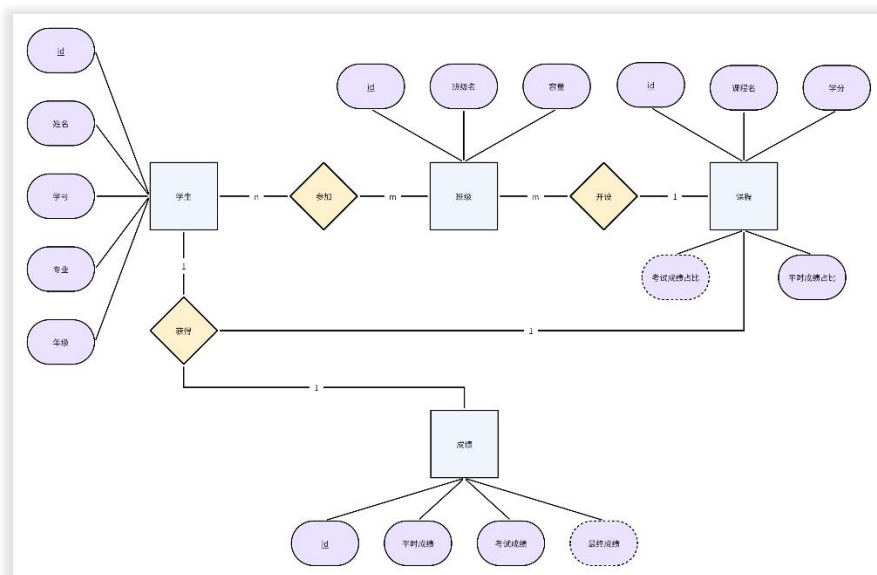 id
姓名
学号
专业
年级
学生
n
参加
m
id
班级名
容量
班级
m
开设
1
id
课程名
学分
课程
考试成绩占比
平时成绩占比
1
获得
1
1
成绩
id
平时成绩
考试成绩
最终成绩